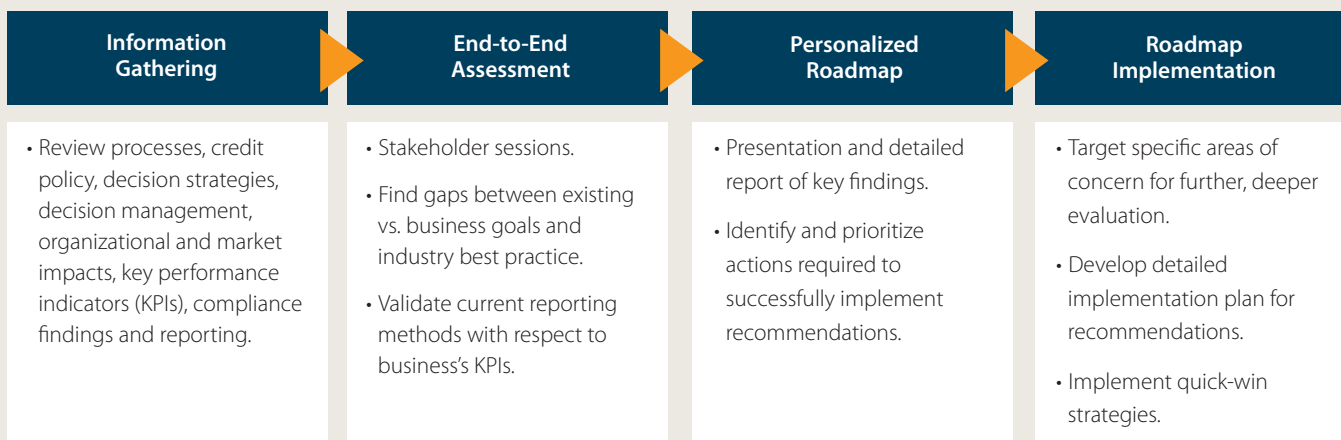 Information
Gathering
• Review processes, credit
policy, decision strategies,
decision management,
organizational and market
impacts, key performance
indicators (KPIs), compliance
findings and reporting.
End-to-End
Assessment
• Stakeholder sessions.
• Find gaps between existing
vs. business goals and
industry best practice.
• Validate current reporting
methods with respect to
business’s KPIs.
Personalized
Roadmap
• Presentation and detailed
report of key findings.
• Identify and prioritize
actions required to
successfully implement
recommendations.
Roadmap
Implementation
• Target specific areas of
concern for further, deeper
evaluation.
• Develop detailed
implementation plan for
recommendations.
• Implement quick-win
strategies.